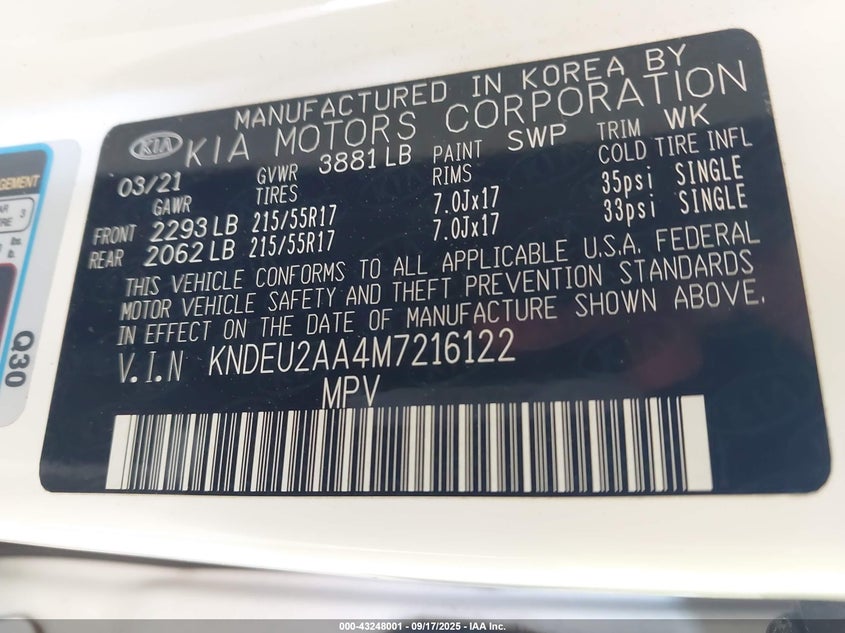 MANUFACTURED IN KOREA BY
KIA KIA MOTORS CORPORATION
03/21 GVWR 3881 LB PAINT SWP TRIM WK
GAWR TIRES RIMS COLD TIRE INFL
FRONT 2293 LB 215/55R17 7.0Jx17 35psi SINGLE
REAR 2062 LB 215/55R17 7.0Jx17 33psi SINGLE
THIS VEHICLE CONFORMS TO ALL APPLICABLE U.S.A. FEDERAL
MOTOR VEHICLE SAFETY AND THEFT PREVENTION STANDARDS
IN EFFECT ON THE DATE OF MANUFACTURE SHOWN ABOVE.
V.I.N KNDEU2AA4M7216122
MPV
Q30
000-43248001 - 09/17/2025 - IAA Inc.